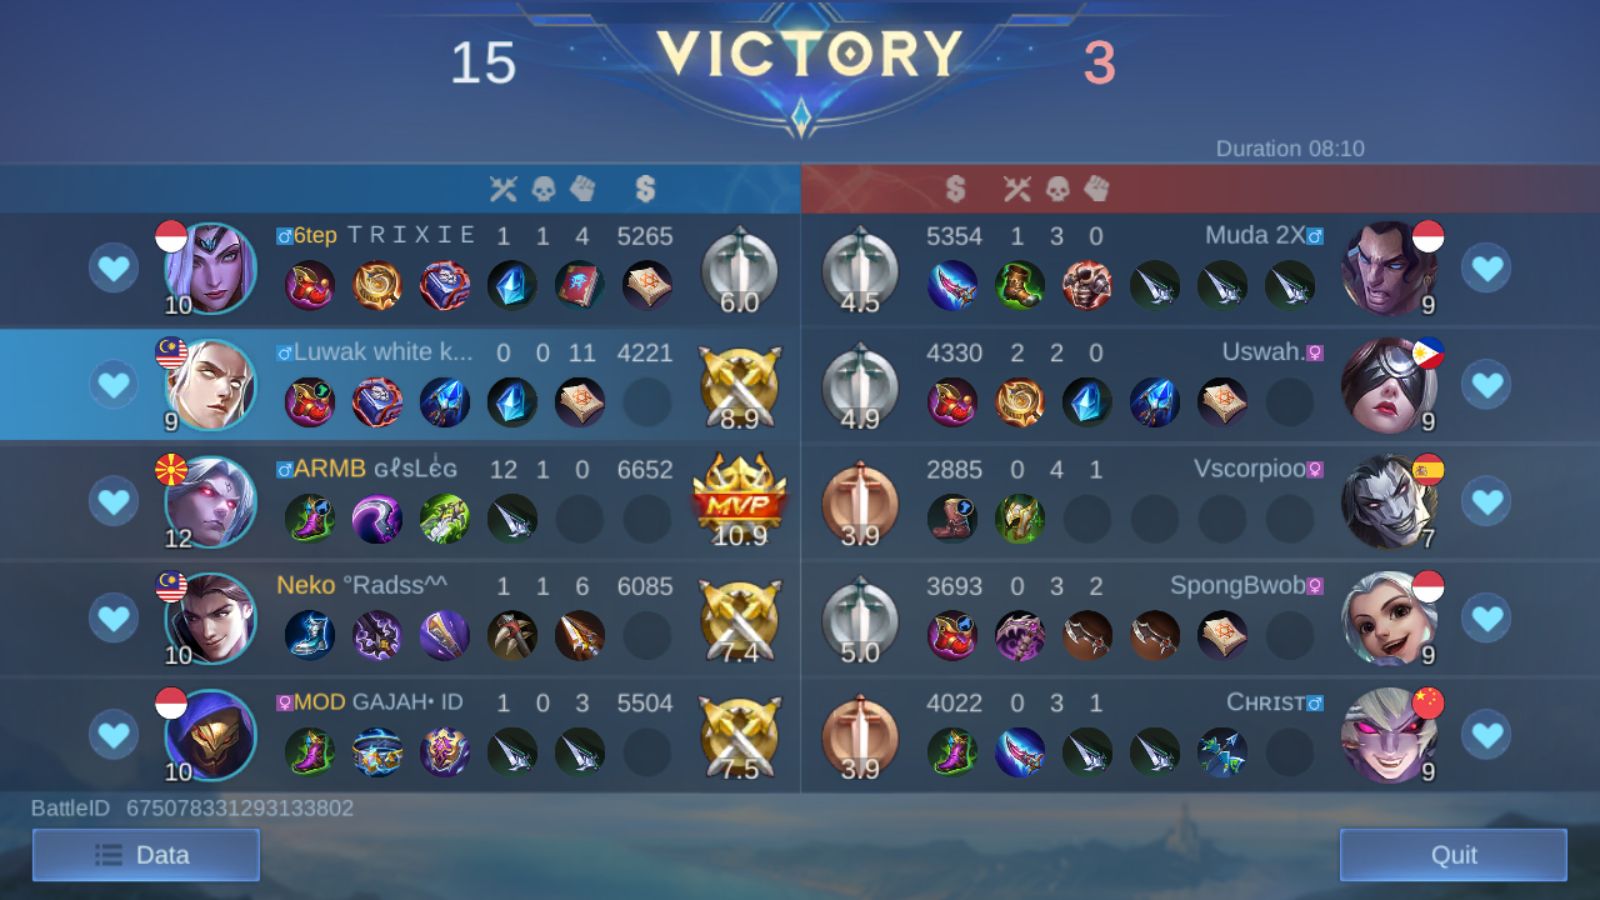 15 VICTORY 3
Duration 08:10
6tep T R I X I E 1 1 4 5265
10 6.0
5354 1 3 0 Muda 2X
4.5 9
Luwak white k... 0 0 11 4221
9 8.9
4330 2 2 0 Uswah.
4.9 9
ARMB 12 1 0 6652
12 MVP 10.9
2885 0 4 1 Vscorpioo
3.9 7
Neko °Radss^^ 1 1 6 6085
10 7.4
3693 0 3 2 SpongBwob
5.0 9
MOD GAJAH• ID 1 0 3 5504
10 7.5
4022 0 3 1 Cʜʀɪsᴛ
3.9 9
BattleID 675078331293133802
Data
Quit